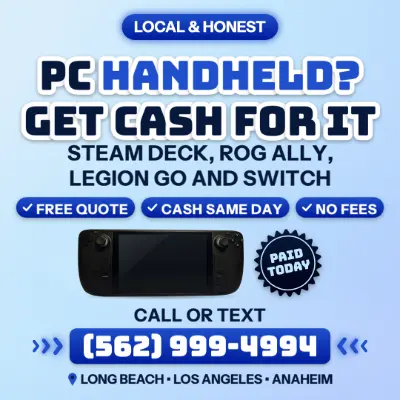 LOCAL & HONEST
PC HANDHELD?
GET CASH FOR IT
STEAM DECK, ROG ALLY,
LEGION GO AND SWITCH
✓ FREE QUOTE ✓ CASH SAME DAY ✓ NO FEES
PAID
TODAY
CALL OR TEXT
(562) 999-4994
LONG BEACH • LOS ANGELES • ANAHEIM